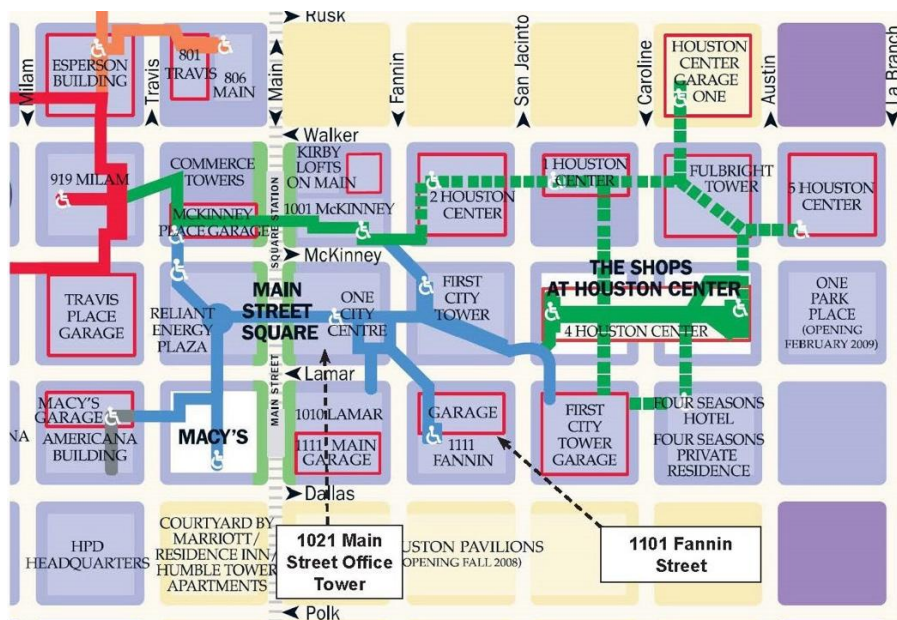 Rusk
Milam
Travis
Main
Fannin
San Jacinto
Caroline
Austin
La Branch
ESPERSON
BUILDING
801
TRAVIS
806
MAIN
HOUSTON
CENTER
GARAGE
ONE
Walker
919 MILAM
COMMERCE
TOWERS
MCKINNEY
PLACE GARAGE
SQUARE STATION
KIRBY
LOFTS
ON MAIN
1001 MCKINNEY
2 HOUSTON
CENTER
1 HOUSTON
CENTER
FULBRIGHT
TOWER
5 HOUSTON
CENTER
McKinney
TRAVIS
PLACE
GARAGE
RELIANT
ENERGY
PLAZA
MAIN
STREET
SQUARE
ONE
CITY
CENTRE
FIRST
CITY
TOWER
THE SHOPS
AT HOUSTON CENTER
4 HOUSTON CENTER
ONE
PARK
PLACE
(OPENING
FEBRUARY 2009)
Lamar
MAIN STREET
NA
MACY'S
GARAGE
AMERICANA
BUILDING
MACY'S
1010 LAMAR
1111 MAIN
GARAGE
GARAGE
1111
FANNIN
FIRST
CITY
TOWER
GARAGE
FOUR SEASONS
HOTEL
FOUR SEASONS
PRIVATE
RESIDENCE
Dallas
HPD
HEADQUARTERS
COURTYARD BY
MARRIOTT/
RESIDENCE INN/
HUMBLE TOWER
APARTMENTS
1021 Main
Street Office
Tower
OUSTON PAVILIONS
(OPENING FALL 2008)
1101 Fannin
Street
Polk